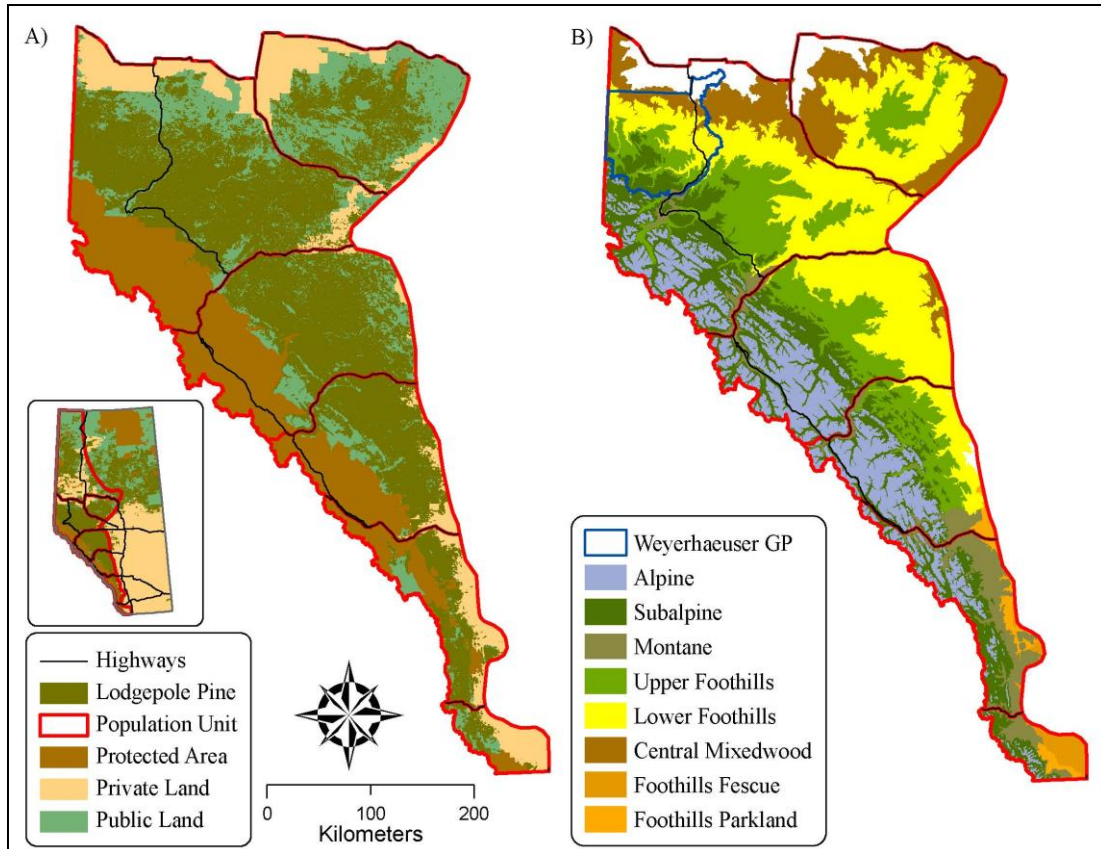 A)
Highways
Lodgepole Pine
Population Unit
Protected Area
Private Land
Public Land
0 100 200
Kilometers
B)
Weyerhaeuser GP
Alpine
Subalpine
Montane
Upper Foothills
Lower Foothills
Central Mixedwood
Foothills Fescue
Foothills Parkland